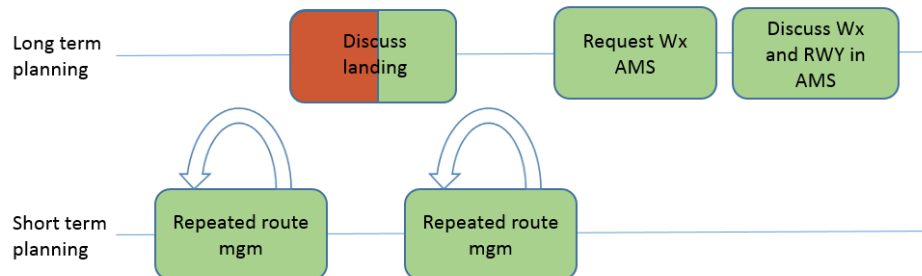 Long term
planning
Discuss
landing
Request Wx
AMS
Discuss Wx
and RWY in
AMS
Short term
planning
Repeated route
mgm
Repeated route
mgm